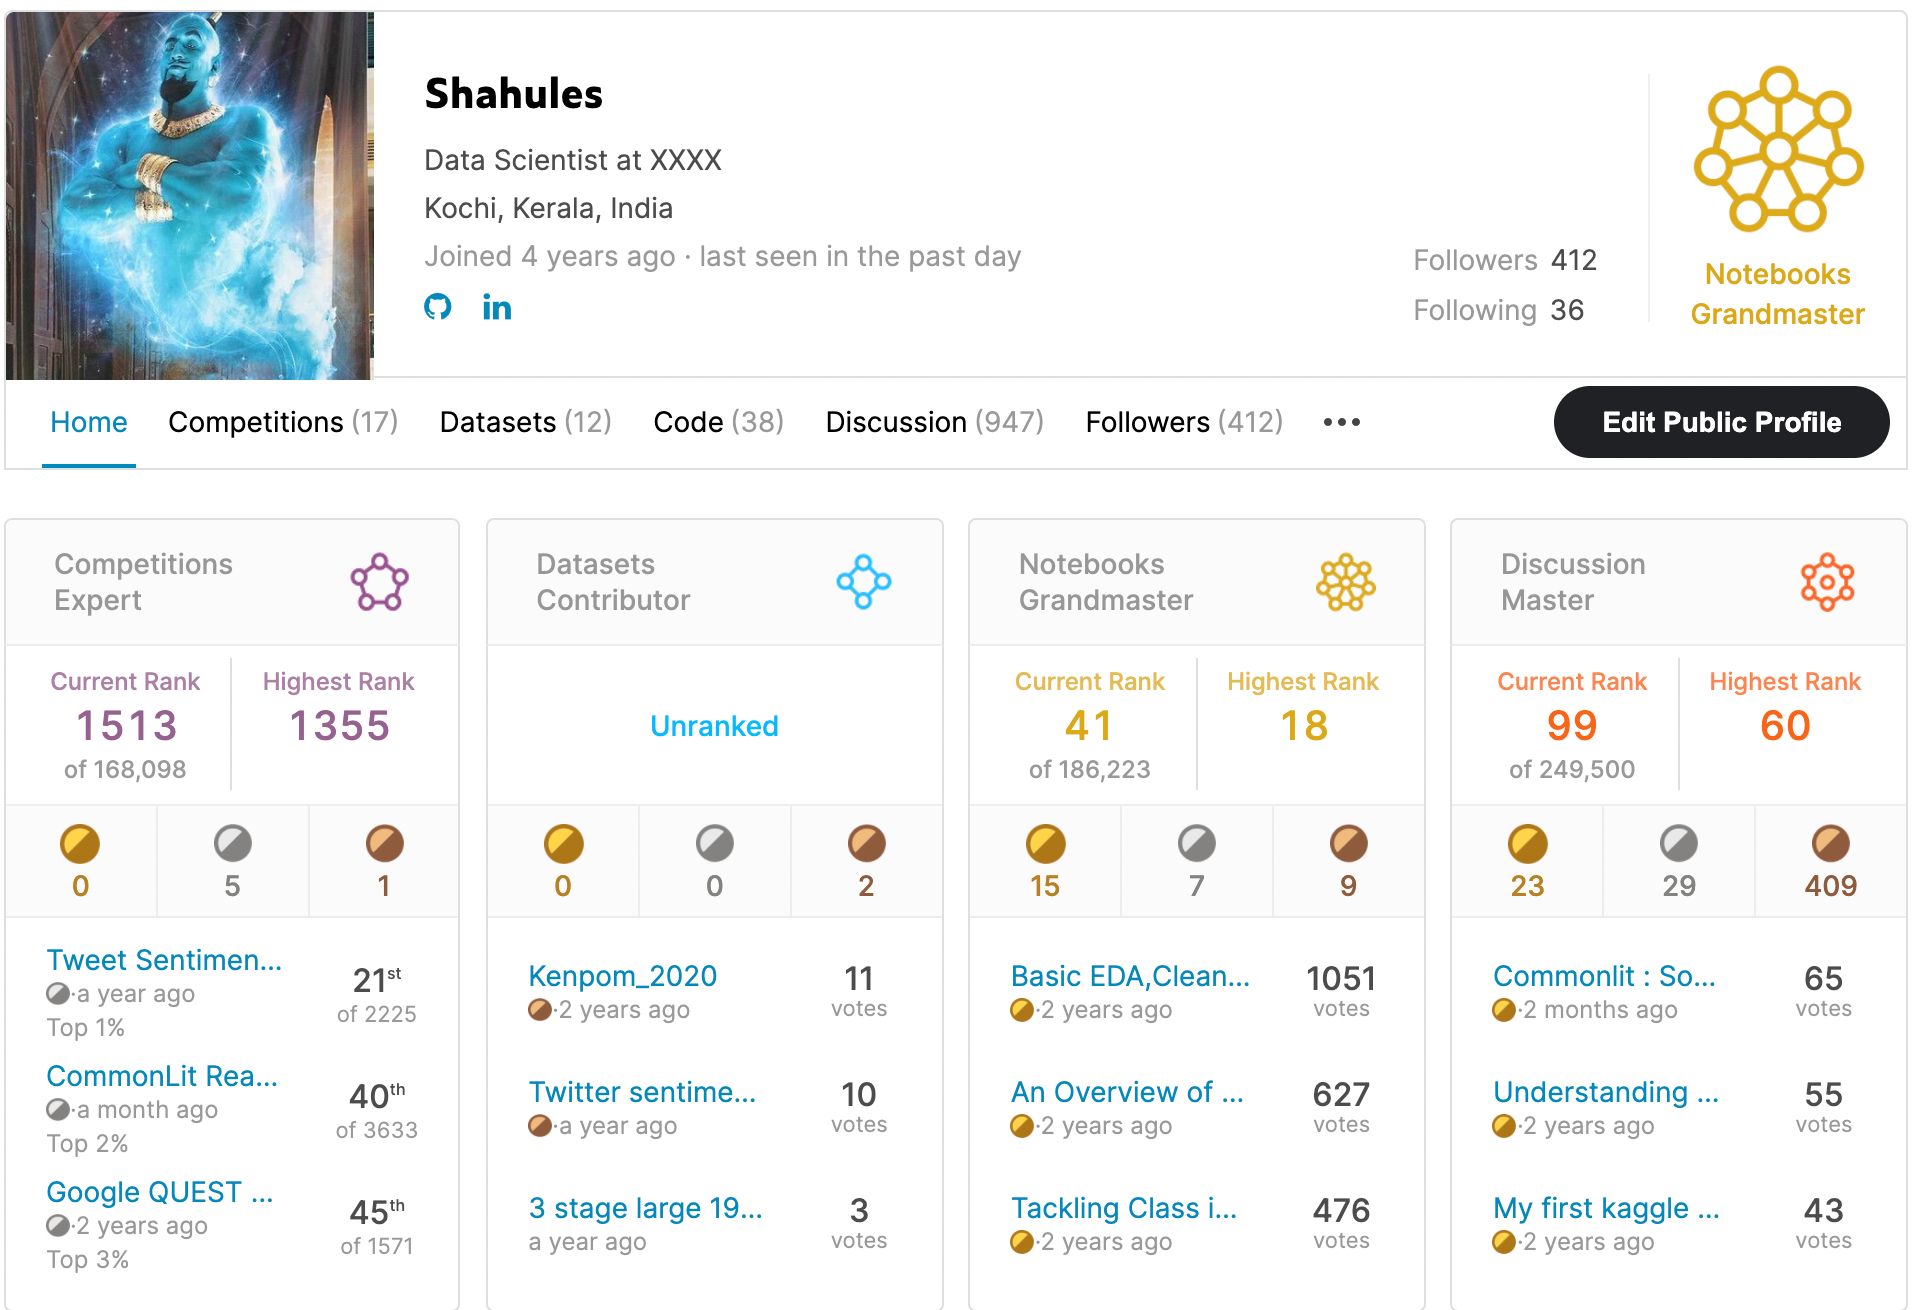 Shahules
Data Scientist at XXXX
Kochi, Kerala, India
Joined 4 years ago · last seen in the past day
in
Followers 412
Following 36
Notebooks
Grandmaster
Home
Competitions (17)
Datasets (12)
Code (38)
Discussion (947)
Followers (412)
•••
Edit Public Profile
Competitions
Expert
Current Rank
1513
of 168,098
Highest Rank
1355
0
5
1
Tweet Sentimen...
·a year ago
Top 1%
21st
of 2225
CommonLit Rea...
·a month ago
Top 2%
40th
of 3633
Google QUEST ...
·2 years ago
Top 3%
45th
of 1571
Datasets
Contributor
Unranked
0
0
2
Kenpom_2020
·2 years ago
11
votes
Twitter sentime...
·a year ago
10
votes
3 stage large 19...
a year ago
3
votes
Notebooks
Grandmaster
Current Rank
41
of 186,223
Highest Rank
18
15
7
9
Basic EDA,Clean...
·2 years ago
1051
votes
An Overview of ...
·2 years ago
627
votes
Tackling Class i...
·2 years ago
476
votes
Discussion
Master
Current Rank
99
of 249,500
Highest Rank
60
23
29
409
Commonlit : So...
·2 months ago
65
votes
Understanding ...
·2 years ago
55
votes
My first kaggle ...
·2 years ago
43
votes